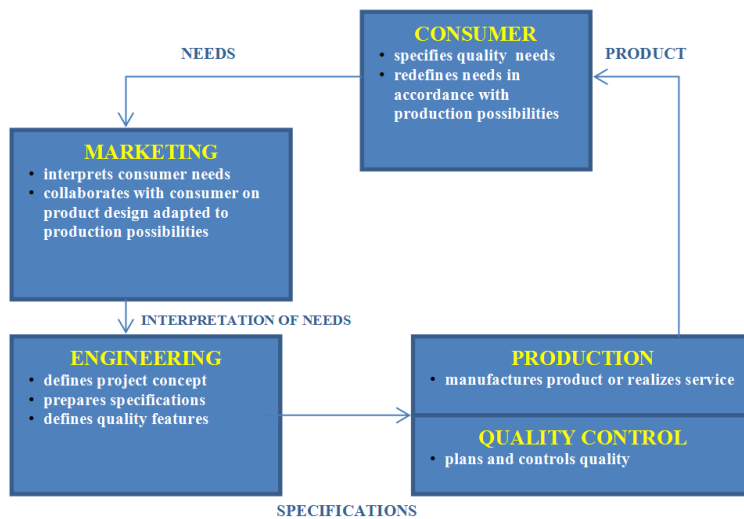 CONSUMER
• specifies quality needs
• redefines needs in
accordance with
production possibilities
NEEDS
PRODUCT
MARKETING
• interprets consumer needs
• collaborates with consumer on
product design adapted to
production possibilities
INTERPRETATION OF NEEDS
ENGINEERING
• defines project concept
• prepares specifications
• defines quality features
PRODUCTION
• manufactures product or realizes service
QUALITY CONTROL
• plans and controls quality
SPECIFICATIONS